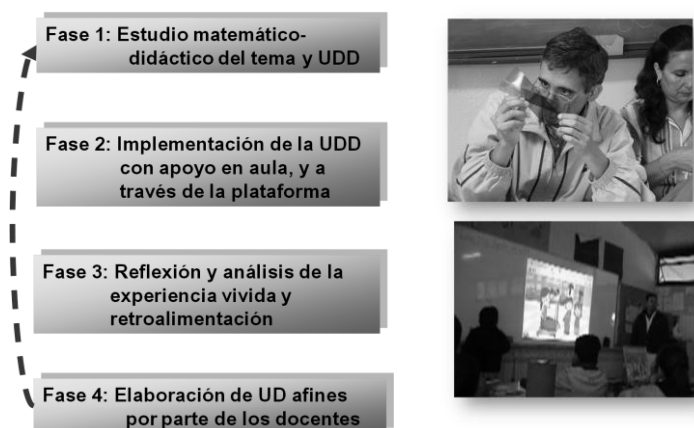 Fase 1: Estudio matemático-
didáctico del tema y UDD
Fase 2: Implementación de la UDD
con apoyo en aula, y a
través de la plataforma
Fase 3: Reflexión y análisis de la
experiencia vivida y
retroalimentación
Fase 4: Elaboración de UD afines
por parte de los docentes